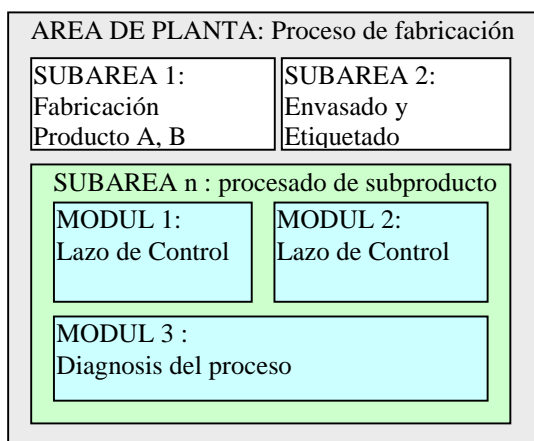 AREA DE PLANTA: Proceso de fabricación
SUBAREA 1:
Fabricación
Producto A, B
SUBAREA 2:
Envasado y
Etiquetado
SUBAREA n : procesado de subproducto
MODUL 1:
Lazo de Control
MODUL 2:
Lazo de Control
MODUL 3 :
Diagnosis del proceso